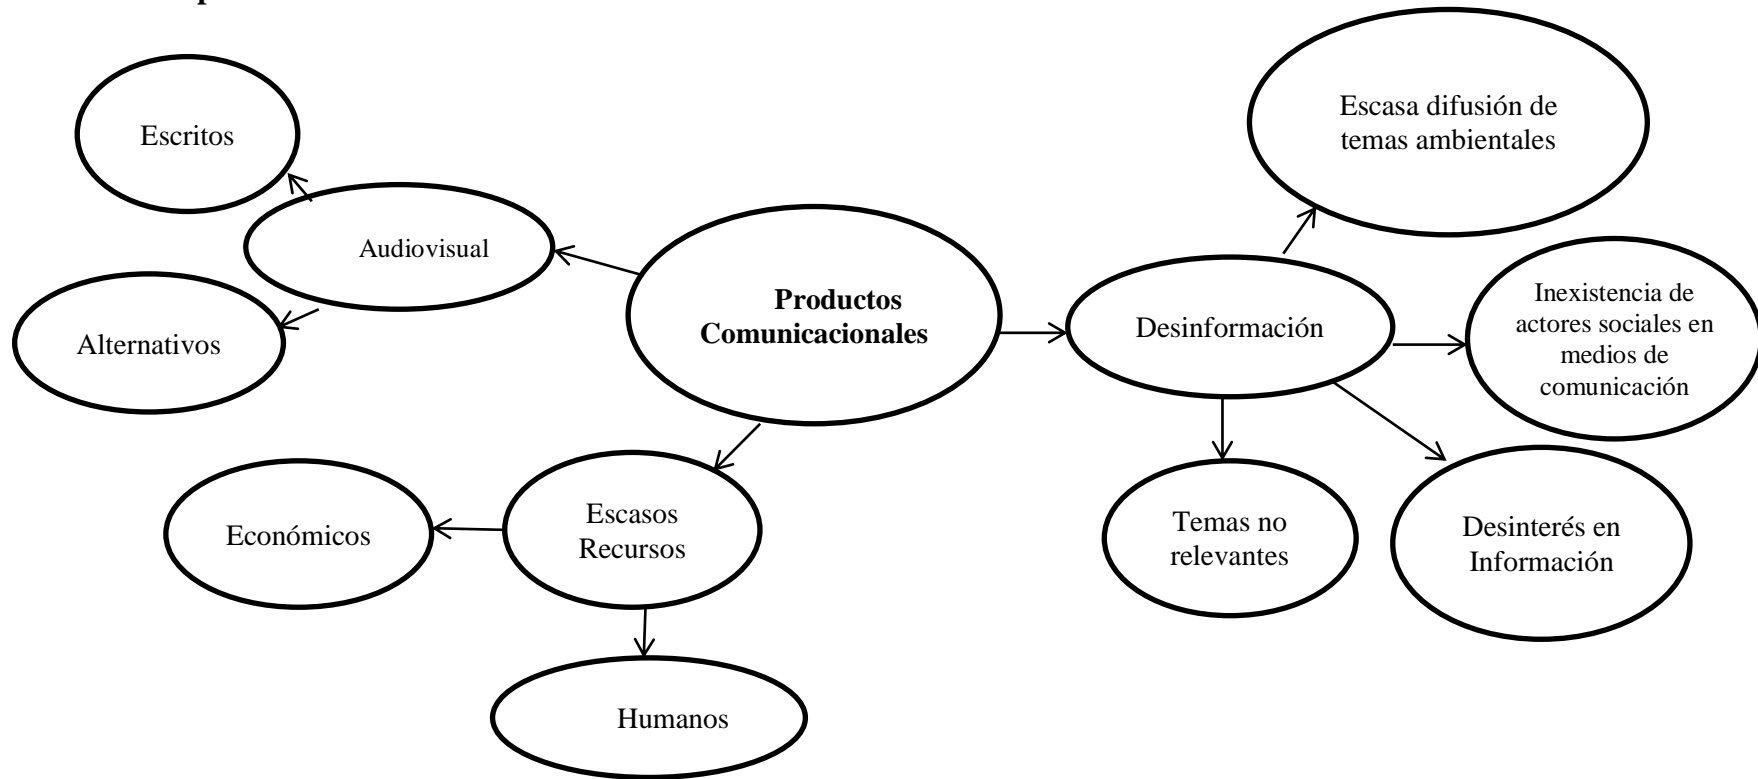 Escritos
Audiovisual
Alternativos
Productos
Comunicacionales
Escasa difusión de
temas ambientales
Desinformación
Inexistencia de
actores sociales en
medios de
comunicación
Temas no
relevantes
Desinterés en
Información
Económicos
Escasos
Recursos
Humanos